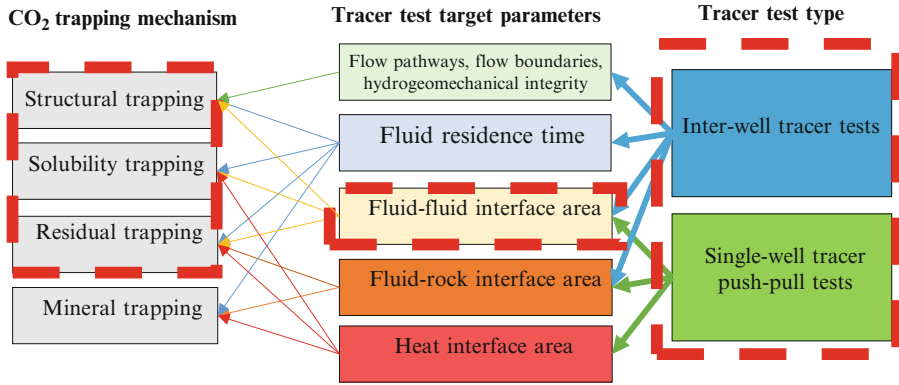 CO₂ trapping mechanism
Tracer test target parameters
Tracer test type
Structural trapping
Solubility trapping
Residual trapping
Mineral trapping
Flow pathways, flow boundaries,
hydrogeomechanical integrity
Fluid residence time
Fluid-fluid interface area
Fluid-rock interface area
Heat interface area
Inter-well tracer tests
Single-well tracer
push-pull tests